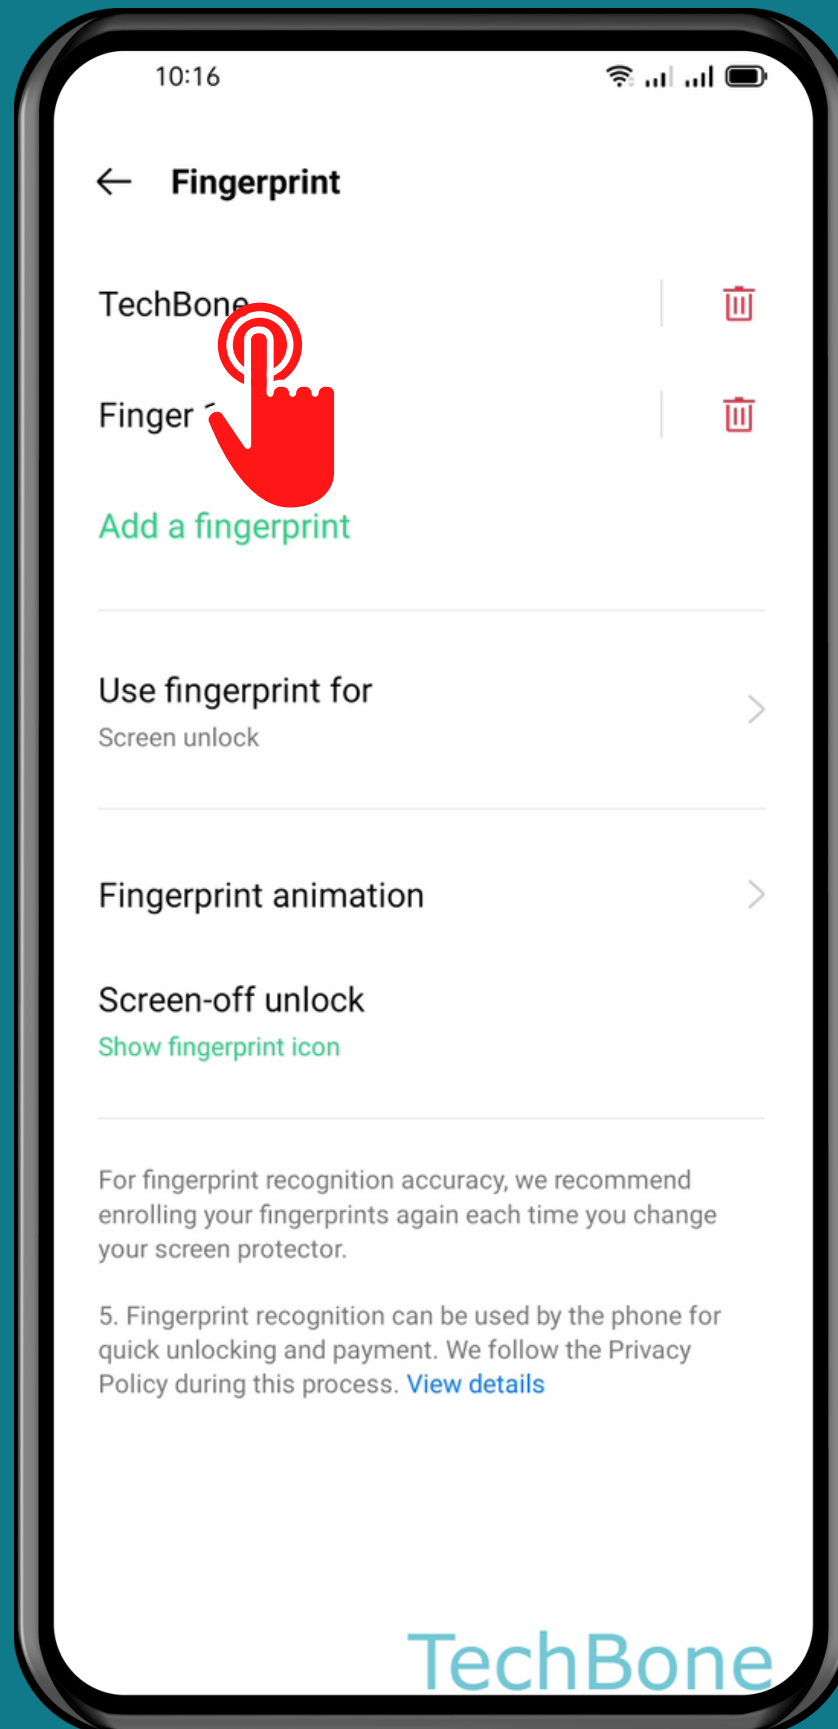 10:16
Fingerprint
TechBone
Finger
Add a fingerprint
Use fingerprint for
Screen unlock
Fingerprint animation
Screen-off unlock
Show fingerprint icon
For fingerprint recognition accuracy, we recommend
enrolling your fingerprints again each time you change
your screen protector.
5. Fingerprint recognition can be used by the phone for
quick unlocking and payment. We follow the Privacy
Policy during this process. View details
TechBone